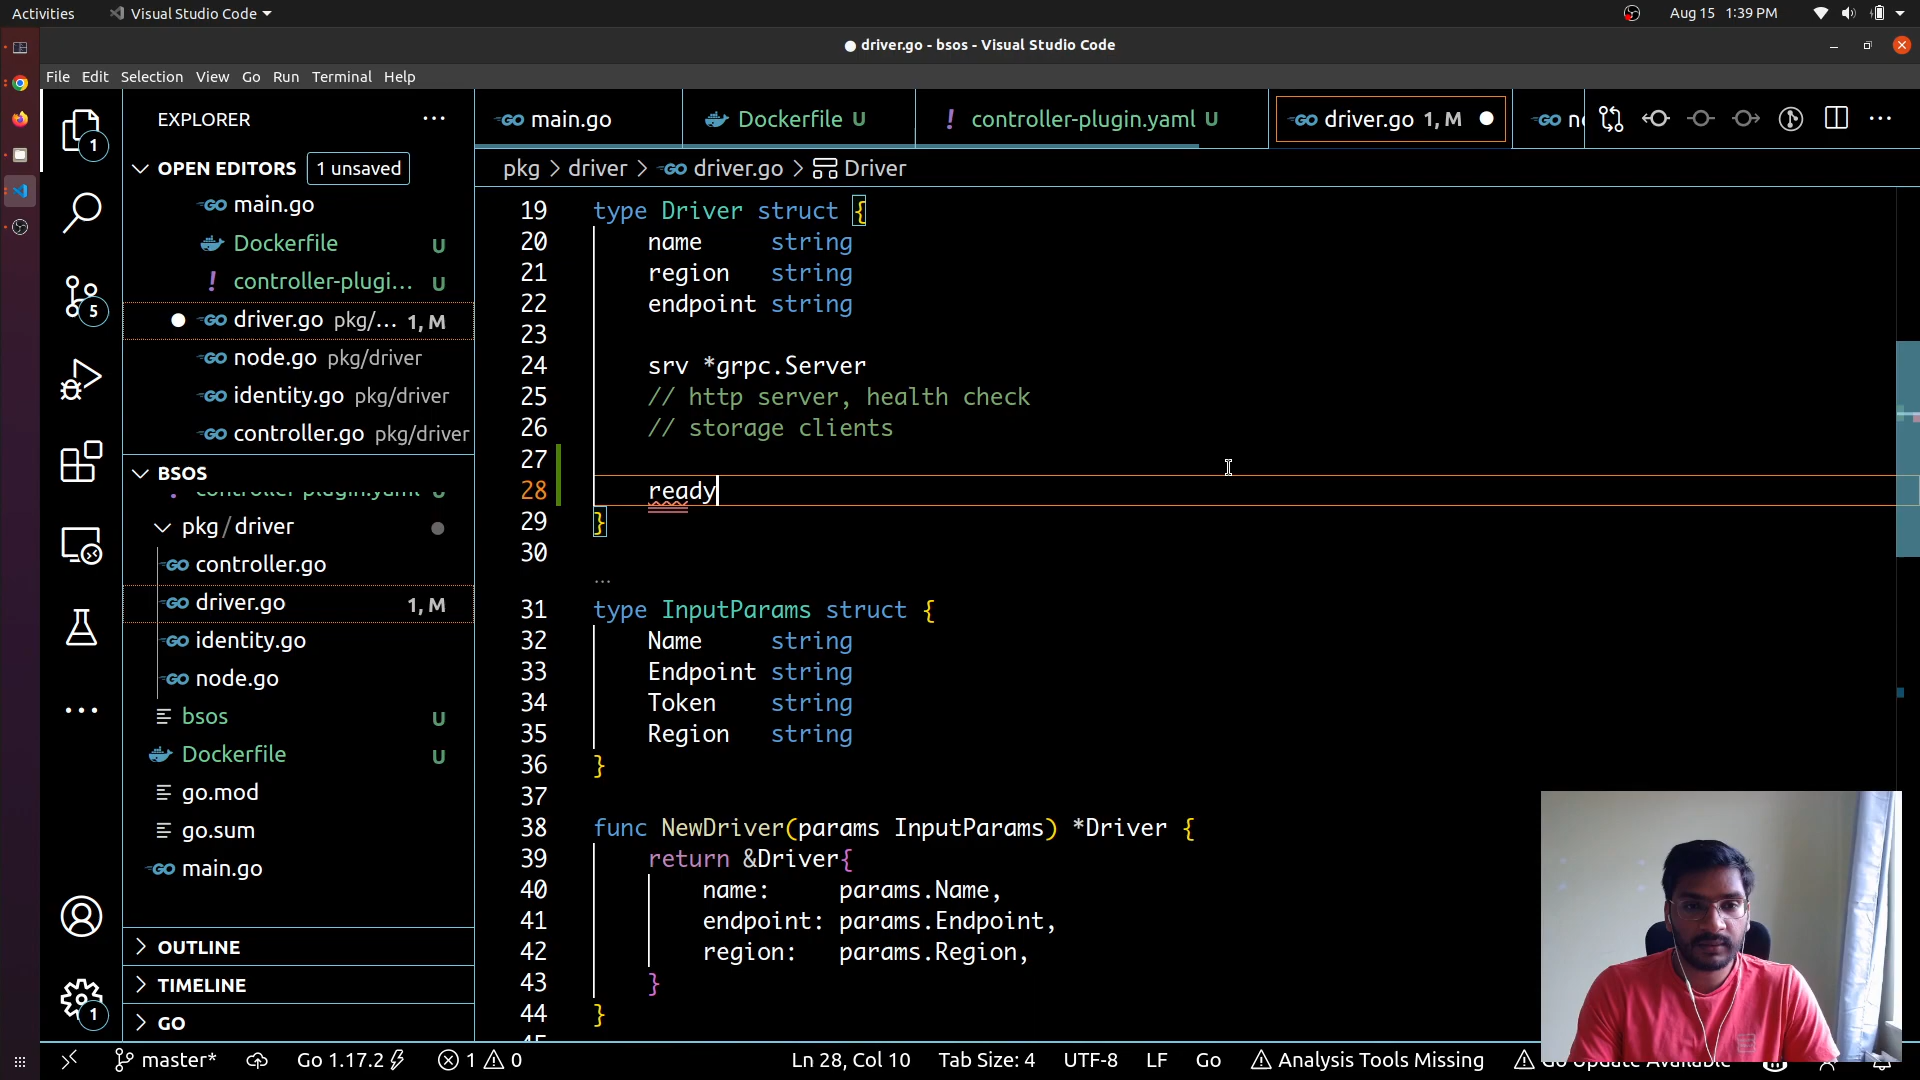 Activities Visual Studio Code Aug 15 1:39 PM
driver.go - bsos - Visual Studio Code
File Edit Selection View Go Run Terminal Help
EXPLORER
main.go Dockerfile U controller-plugin.yaml U driver.go 1, M
OPEN EDITORS 1 unsaved
pkg > driver > driver.go > Driver
main.go
Dockerfile U
controller-plugi... U
driver.go pkg/... 1, M
node.go pkg/driver
identity.go pkg/driver
controller.go pkg/driver
BSOS
controller-plugin.yaml U
pkg / driver
controller.go
driver.go 1, M
identity.go
node.go
bsos U
Dockerfile U
go.mod
go.sum
main.go
OUTLINE
TIMELINE
GO
1
5
1
19 type Driver struct {
20 name string
21 region string
22 endpoint string
23
24 srv *grpc.Server
25 // http server, health check
26 // storage clients
27
28 ready
29 }
30
...
31 type InputParams struct {
32 Name string
33 Endpoint string
34 Token string
35 Region string
36 }
37
38 func NewDriver(params InputParams) *Driver {
39 return &Driver{
40 name: params.Name,
41 endpoint: params.Endpoint,
42 region: params.Region,
43 }
44 }
master* Go 1.17.2 1 0 Ln 28, Col 10 Tab Size: 4 UTF-8 LF Go Analysis Tools Missing Go Update Available